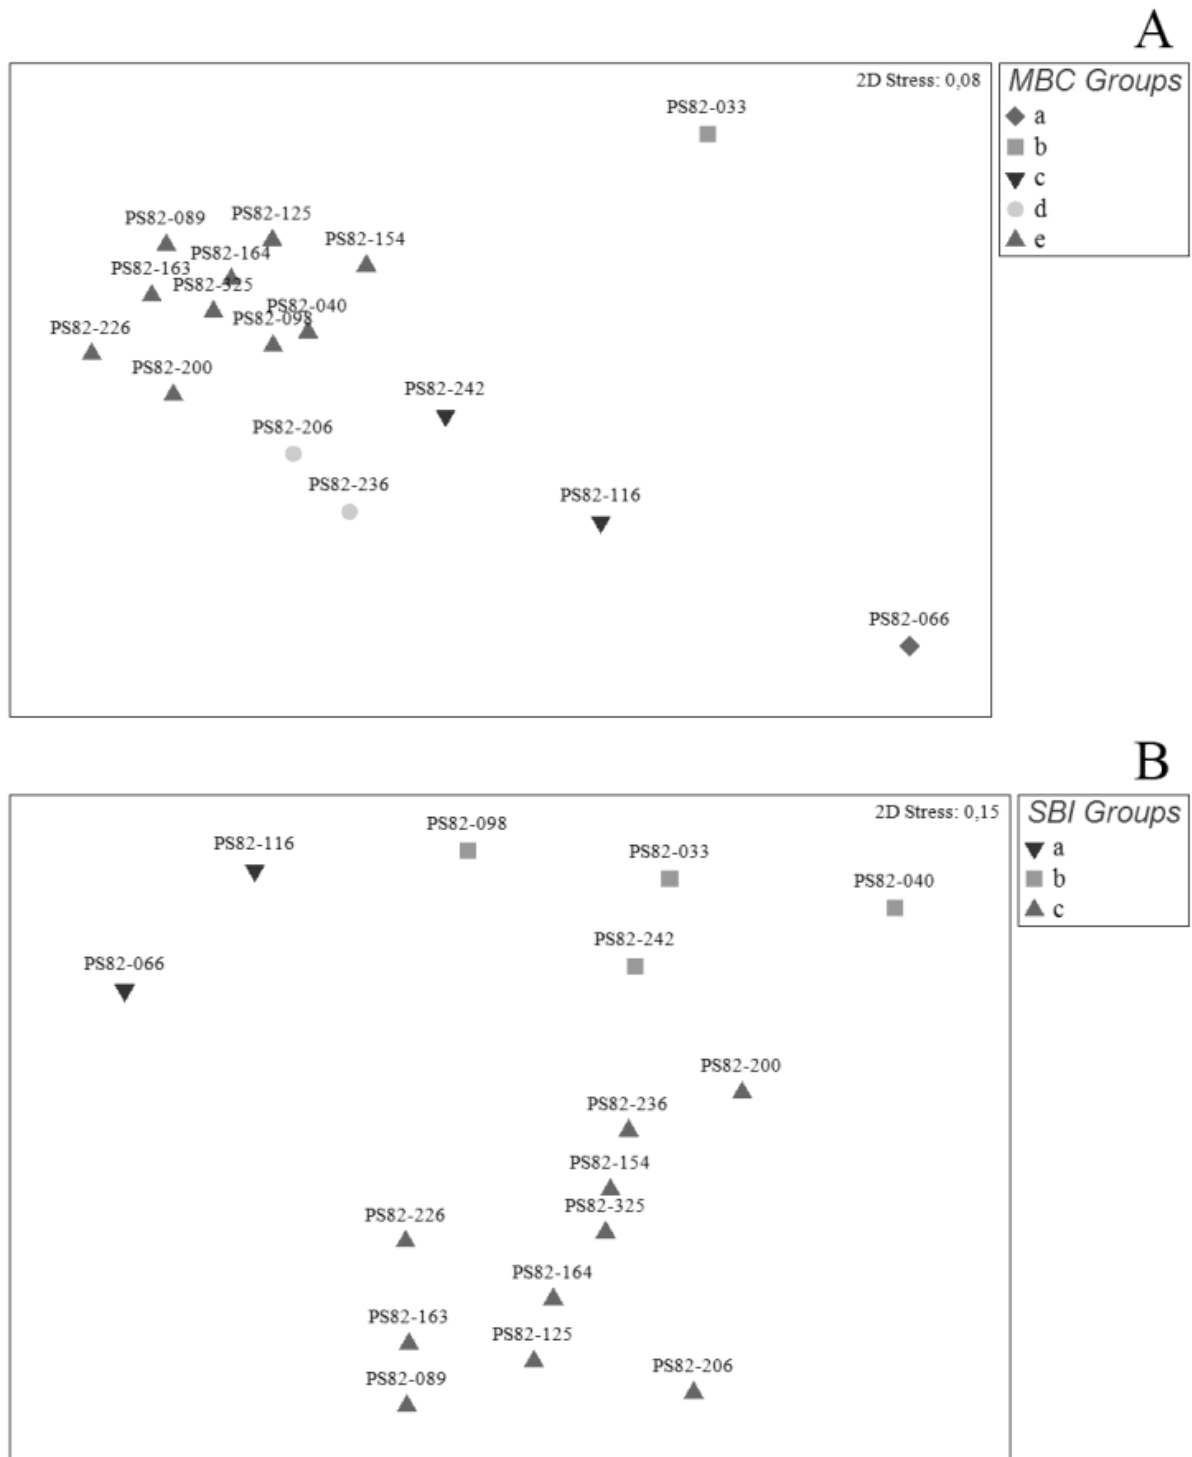 A
2D Stress: 0,08
MBC Groups
a
b
c
d
e
PS82-033
PS82-089
PS82-125
PS82-154
PS82-164
PS82-163
PS82-325
PS82-040
PS82-098
PS82-226
PS82-200
PS82-242
PS82-206
PS82-236
PS82-116
PS82-066
B
2D Stress: 0,15
SBI Groups
a
b
c
PS82-098
PS82-116
PS82-033
PS82-040
PS82-242
PS82-066
PS82-200
PS82-236
PS82-154
PS82-325
PS82-226
PS82-164
PS82-163
PS82-125
PS82-206
PS82-089